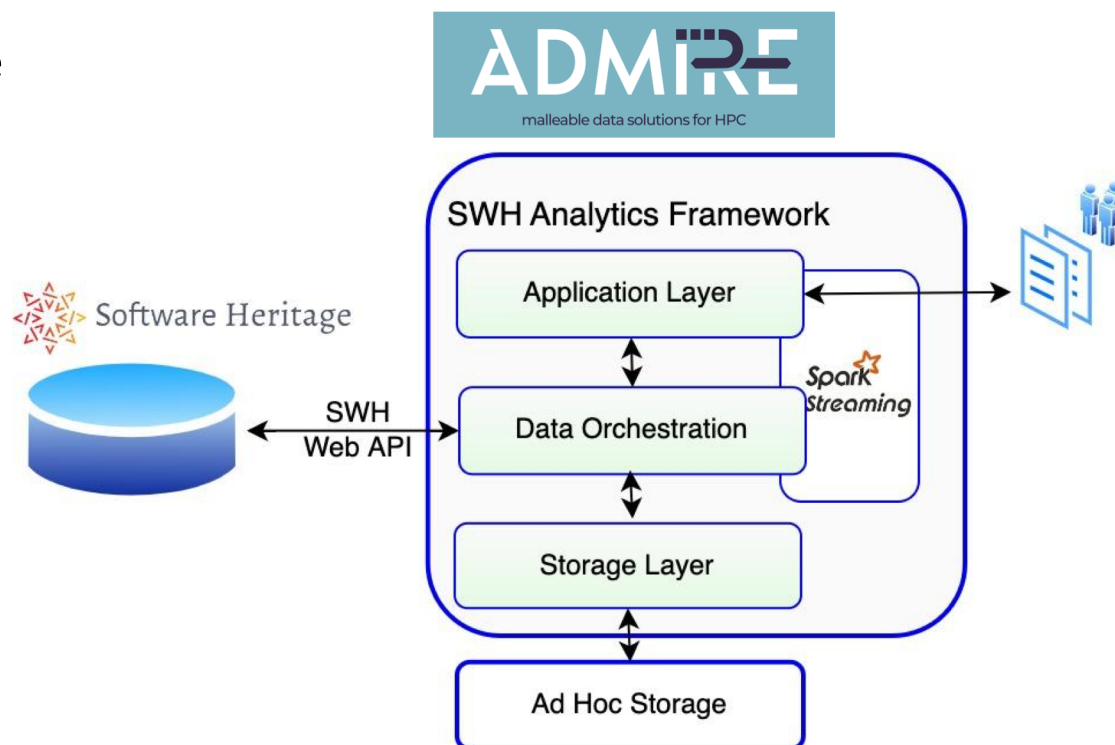 ADMIRE
malleable data solutions for HPC
SWH Analytics Framework
Application Layer
Software Heritage
Spark
Streaming
SWH
Web API
Data Orchestration
Storage Layer
Ad Hoc Storage